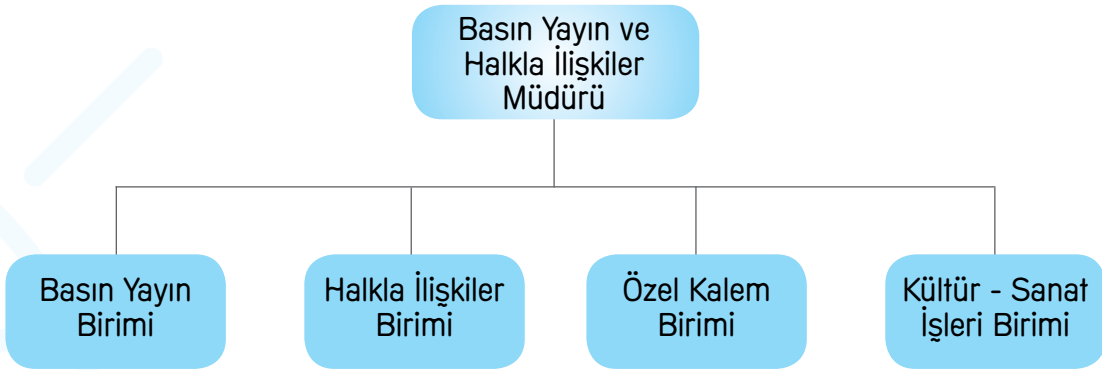 Basın Yayın ve
Halkla İlişkiler
Müdürü
Basın Yayın
Birimi
Halkla İlişkiler
Birimi
Özel Kalem
Birimi
Kültür - Sanat
İşleri Birimi